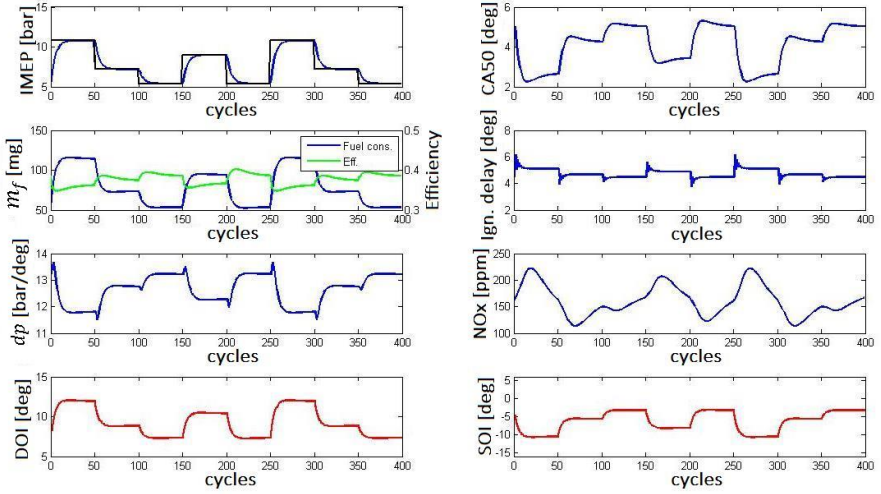 IMEP [bar]
15
10
5
0 50 100 150 200 250 300 350 400
cycles
CA50 [deg]
6
4
2
0 50 100 150 200 250 300 350 400
cycles
m_f [mg]
150
100
50
Fuel cons.
Eff.
0.5
0.4
0.3
Efficiency
0 50 100 150 200 250 300 350 400
cycles
Ign. delay [deg]
8
6
4
2
0 50 100 150 200 250 300 350 400
cycles
dp [bar/deg]
14
13
12
11
0 50 100 150 200 250 300 350 400
cycles
NOx [ppm]
250
200
150
100
0 50 100 150 200 250 300 350 400
cycles
DOI [deg]
15
10
5
0 50 100 150 200 250 300 350 400
cycles
SOI [deg]
5
0
-5
-10
-15
0 50 100 150 200 250 300 350 400
cycles